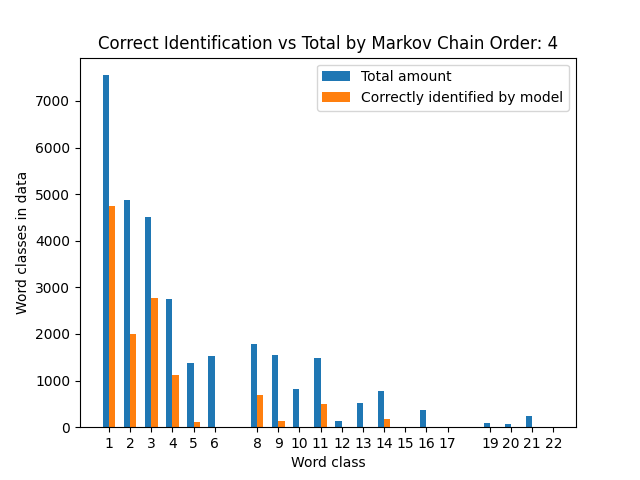 Correct Identification vs Total by Markov Chain Order: 4
Total amount
Correctly identified by model
Word classes in data
7000
6000
5000
4000
3000
2000
1000
0
1 2 3 4 5 6 8 9 10 11 12 13 14 15 16 17 19 20 21 22
Word class